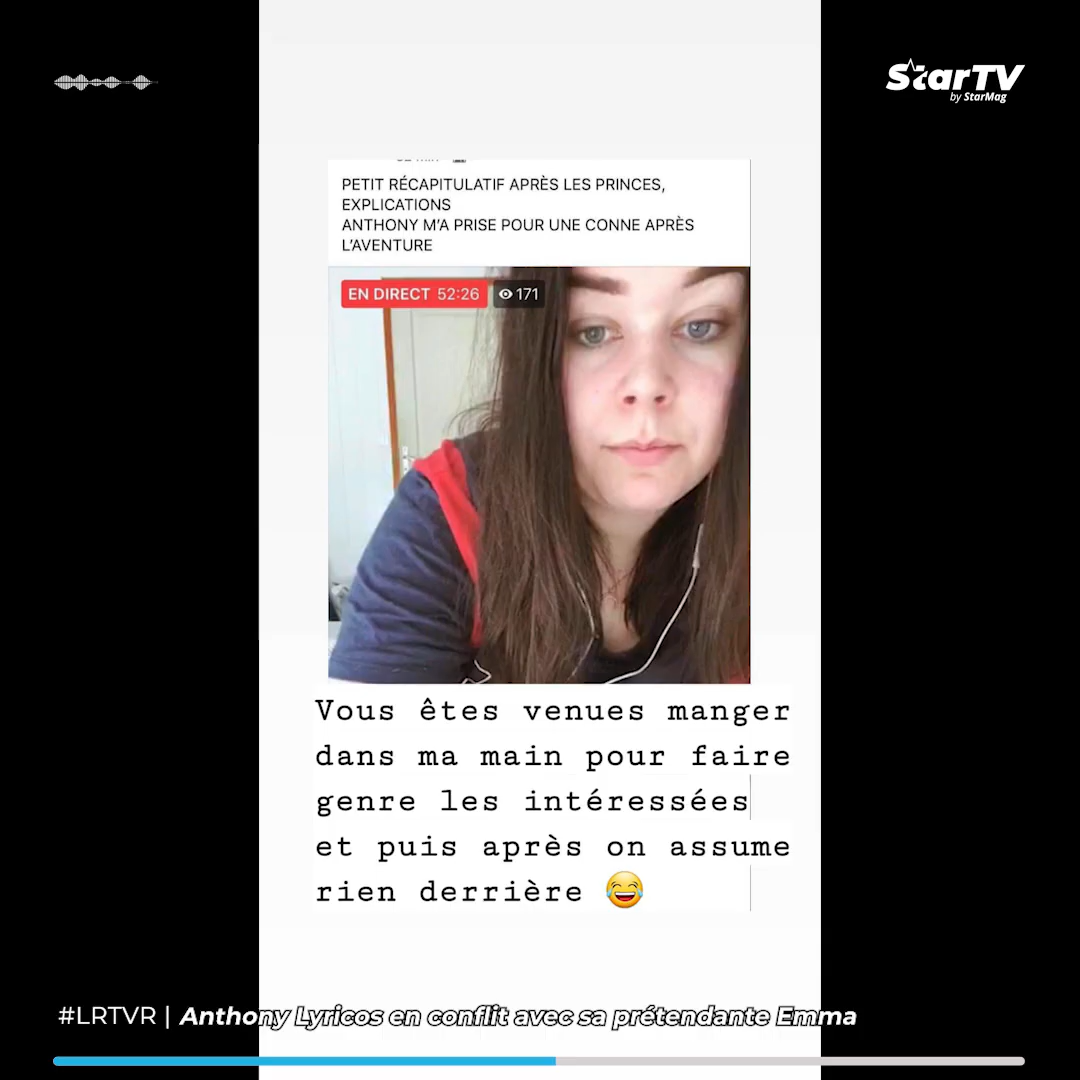 StarTV
by StarMag
PETIT RÉCAPITULATIF APRÈS LES PRINCES,
EXPLICATIONS
ANTHONY M'A PRISE POUR UNE CONNE APRÈS
L'AVENTURE
EN DIRECT 52:26 171
Vous êtes venues manger
dans ma main pour faire
genre les intéressées
et puis après on assume
rien derrière 😂
#LRTVR | Anthony Lyricos en conflit avec sa prétendante Emma